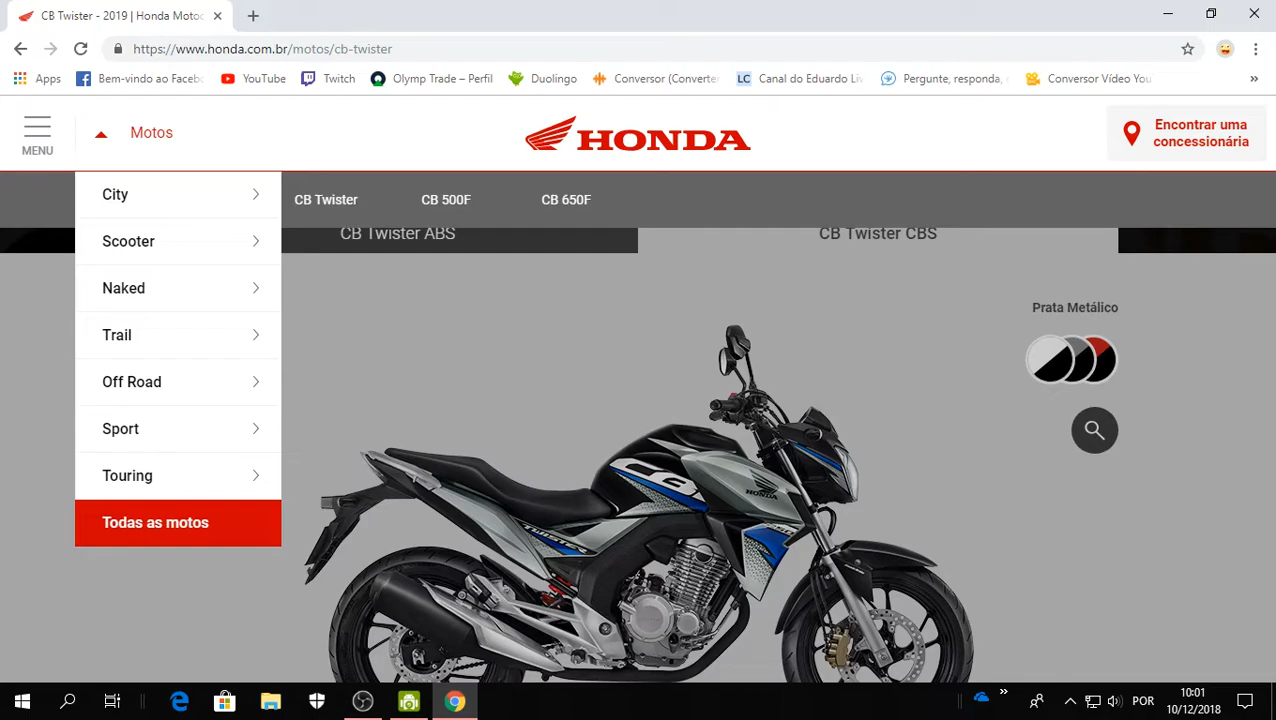 CB Twister - 2019 | Honda Motoc
https://www.honda.com.br/motos/cb-twister
Apps
Bem-vindo ao Facebo
YouTube
Twitch
Olymp Trade – Perfil
Duolingo
Conversor (Converte
LC Canal do Eduardo Liv
Pergunte, responda,
Conversor Vídeo You
MENU
Motos
HONDA
Encontrar uma
concessionária
City
CB Twister
CB 500F
CB 650F
Scooter
CB Twister ABS
CB Twister CBS
Naked
Trail
Off Road
Sport
Touring
Todas as motos
Prata Metálico
HONDA
TWISTER
POR
10:01
10/12/2018